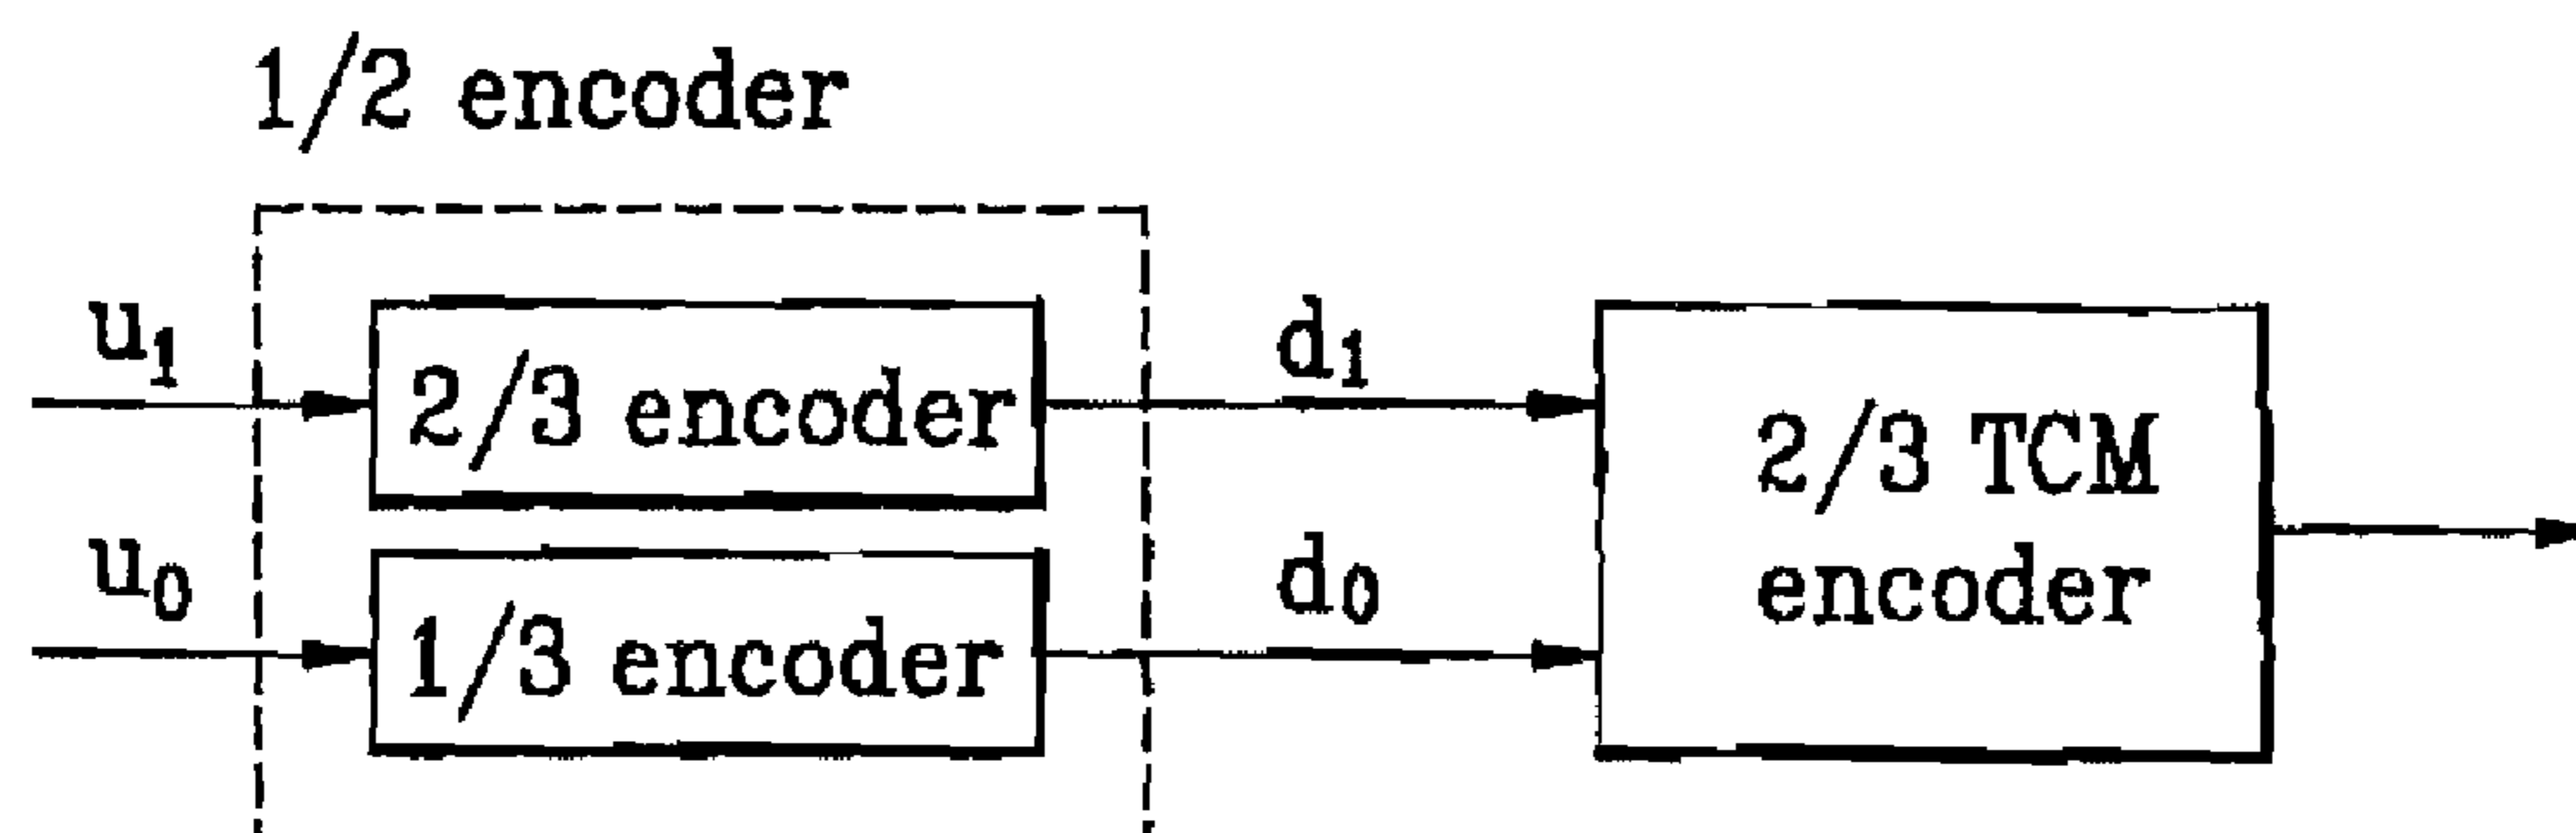 1/2 encoder
u1
2/3 encoder
d1
2/3 TCM
encoder
u0
1/3 encoder
d0